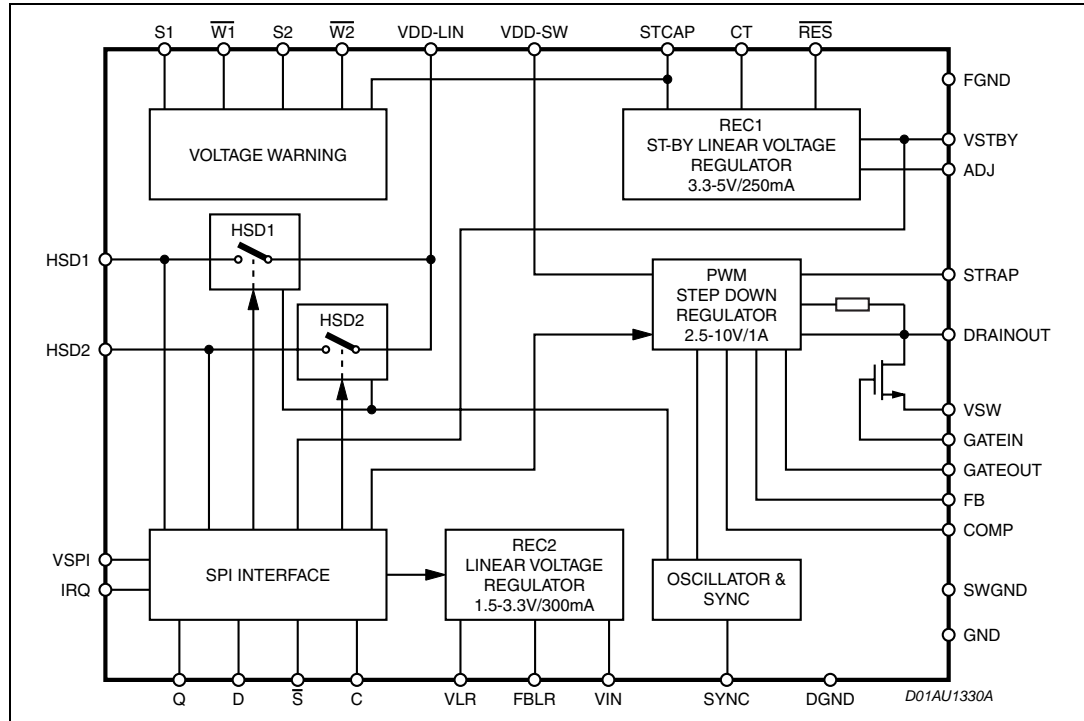 S1 W̅1̅ S2 W̅2̅ VDD-LIN VDD-SW STCAP CT R̅E̅S̅
FGND
VOLTAGE WARNING
REC1
ST-BY LINEAR VOLTAGE
REGULATOR
3.3-5V/250mA
VSTBY
ADJ
HSD1
HSD1
HSD2
HSD2
PWM
STEP DOWN
REGULATOR
2.5-10V/1A
STRAP
DRAINOUT
VSW
GATEIN
GATEOUT
FB
COMP
VSPI
IRQ
SPI INTERFACE
REC2
LINEAR VOLTAGE
REGULATOR
1.5-3.3V/300mA
OSCILLATOR &
SYNC
SWGND
GND
Q D S̅ C VLR FBLR VIN SYNC DGND
D01AU1330A